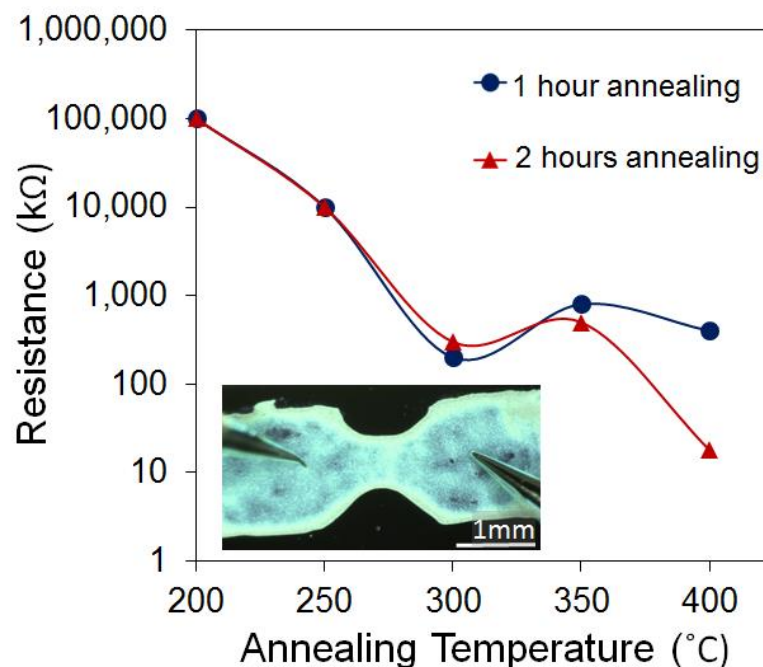 1,000,000
100,000
10,000
1,000
100
10
1
Resistance (kΩ)
1 hour annealing
2 hours annealing
1mm
200 250 300 350 400
Annealing Temperature (˚C)